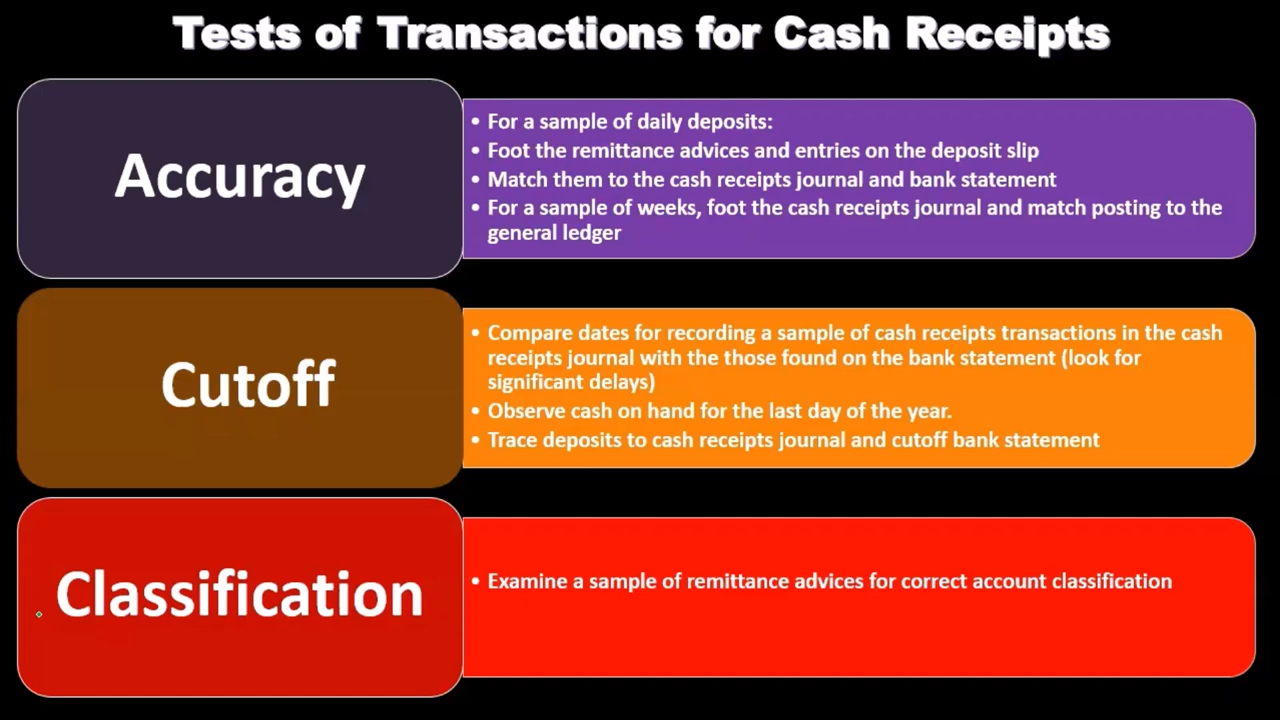 Tests of Transactions for Cash Receipts
Accuracy
• For a sample of daily deposits:
• Foot the remittance advices and entries on the deposit slip
• Match them to the cash receipts journal and bank statement
• For a sample of weeks, foot the cash receipts journal and match posting to the
general ledger
Cutoff
• Compare dates for recording a sample of cash receipts transactions in the cash
receipts journal with the those found on the bank statement (look for
significant delays)
• Observe cash on hand for the last day of the year.
• Trace deposits to cash receipts journal and cutoff bank statement
Classification
• Examine a sample of remittance advices for correct account classification